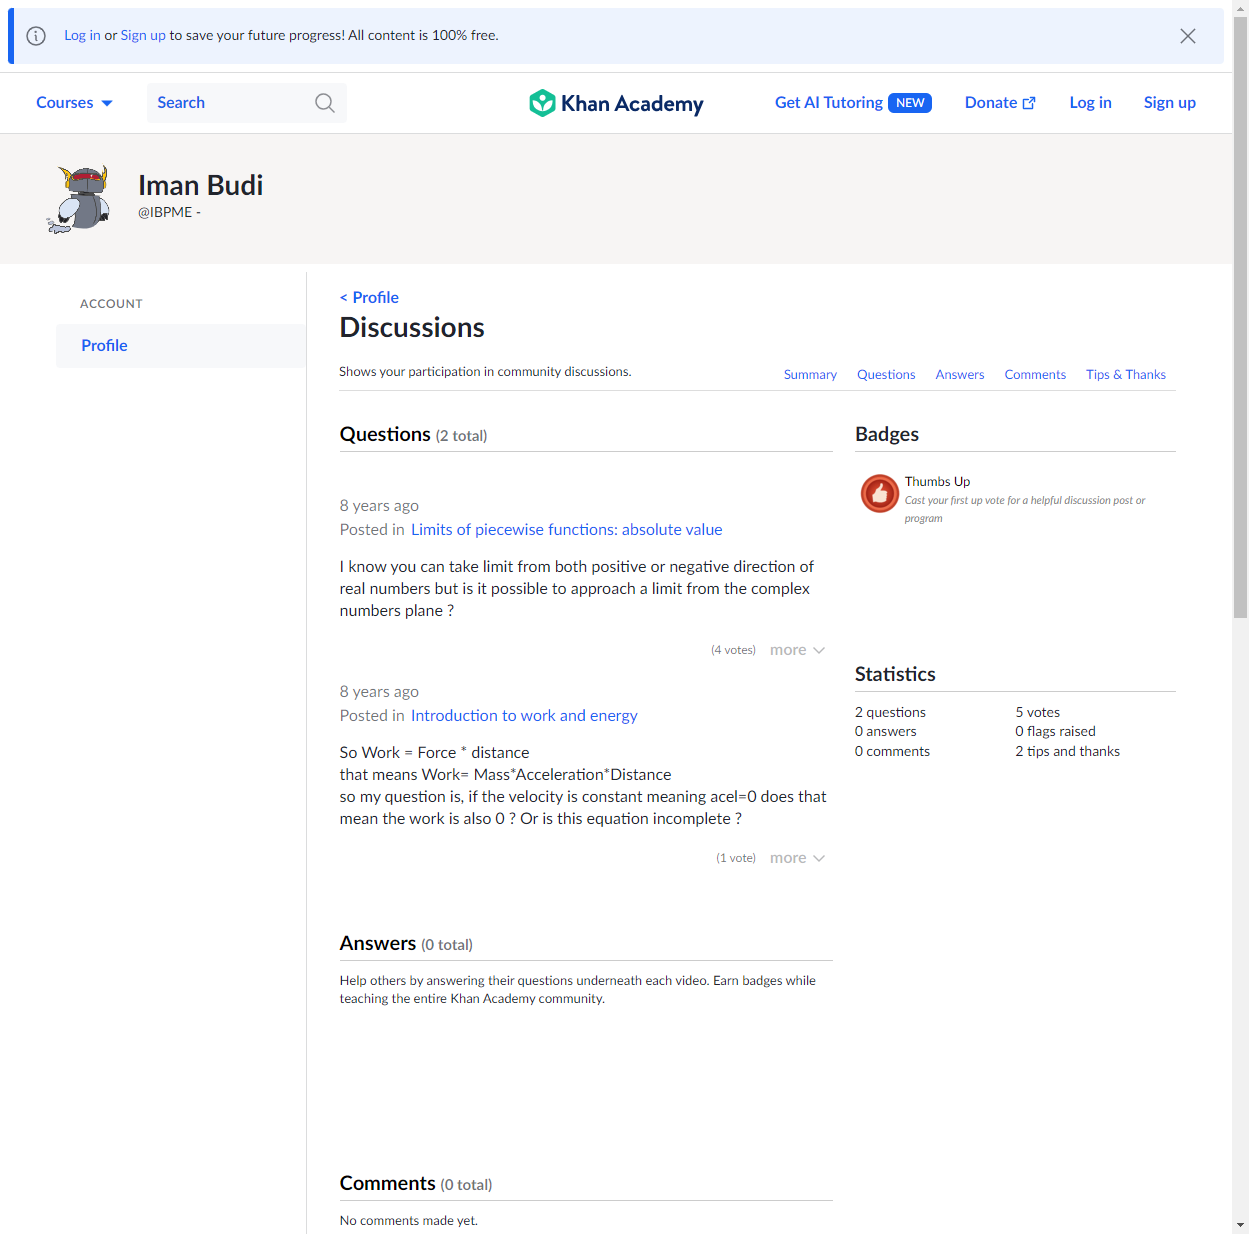 Log in or Sign up to save your future progress! All content is 100% free.
Courses
Search
Khan Academy
Get AI Tutoring NEW
Donate
Log in
Sign up
Iman Budi
@IBPME -
ACCOUNT
Profile
< Profile
Discussions
Shows your participation in community discussions.
Summary
Questions
Answers
Comments
Tips & Thanks
Questions (2 total)
8 years ago
Posted in Limits of piecewise functions: absolute value
I know you can take limit from both positive or negative direction of
real numbers but is it possible to approach a limit from the complex
numbers plane ?
(4 votes) more
8 years ago
Posted in Introduction to work and energy
So Work = Force * distance
that means Work= Mass*Acceleration*Distance
so my question is, if the velocity is constant meaning acel=0 does that
mean the work is also 0 ? Or is this equation incomplete ?
(1 vote) more
Answers (0 total)
Help others by answering their questions underneath each video. Earn badges while
teaching the entire Khan Academy community.
Comments (0 total)
No comments made yet.
Badges
Thumbs Up
Cast your first up vote for a helpful discussion post or
program
Statistics
2 questions
0 answers
0 comments
5 votes
0 flags raised
2 tips and thanks